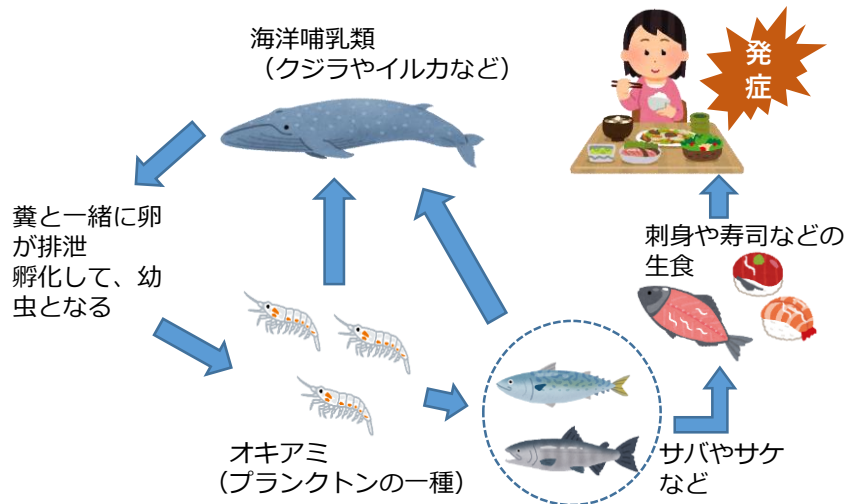 海洋哺乳類
（クジラやイルカなど）
発
症
糞と一緒に卵
が排泄
孵化して、幼
虫となる
刺身や寿司などの
生食
オキアミ
（プランクトンの一種）
サバやサケ
など